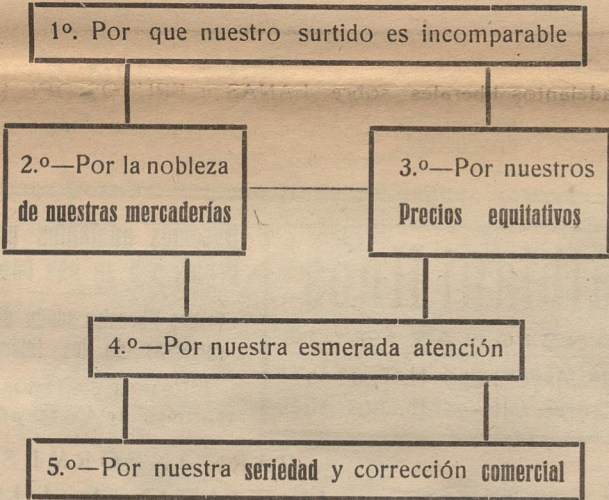 1º. Por que nuestro surtido es incomparable
2.º—Por la nobleza
de nuestras mercaderías
3.º—Por nuestros
Precios equitativos
4.º—Por nuestra esmerada atención
5.º—Por nuestra seriedad y corrección comercial